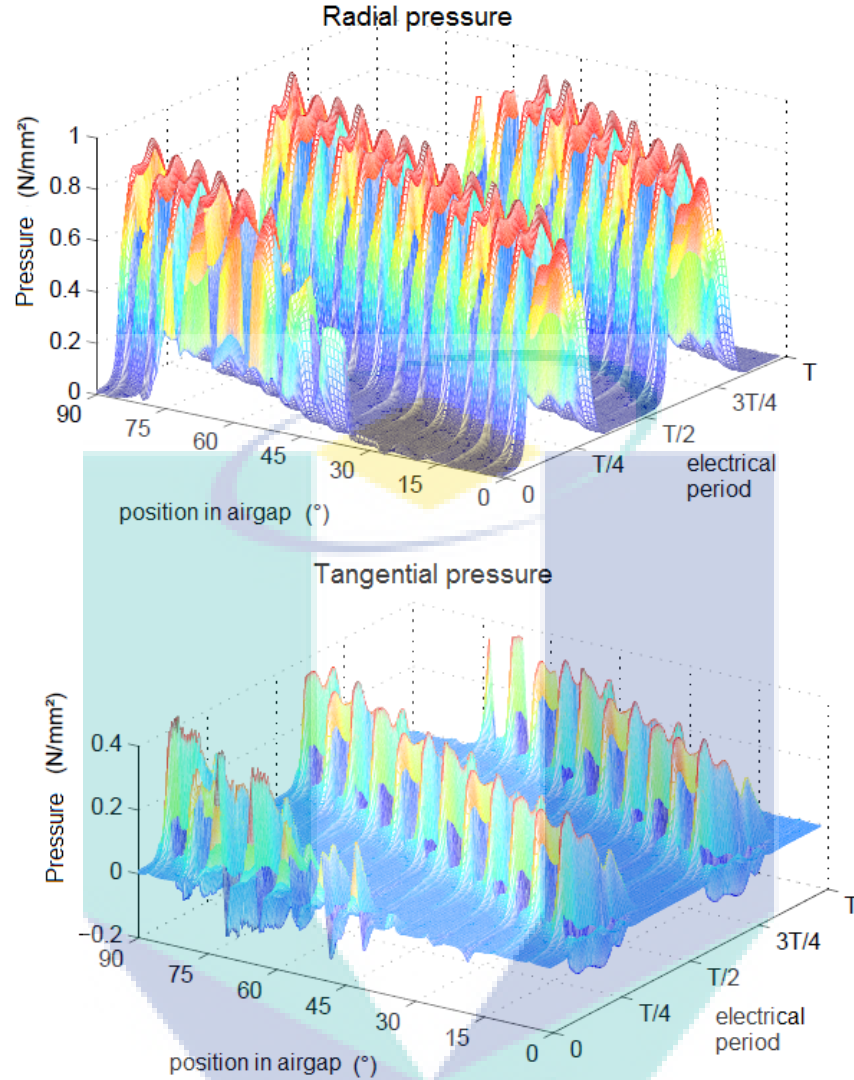 Radial pressure
Pressure (N/mm²)
1
0.8
0.6
0.4
0.2
0
90
75
60
45
30
15
0
0
T/4
T/2
3T/4
T
position in airgap (°)
electrical
period
Tangential pressure
Pressure (N/mm²)
0.4
0.2
0
−0.2
90
75
60
45
30
15
0
0
T/4
T/2
3T/4
T
position in airgap (°)
electrical
period